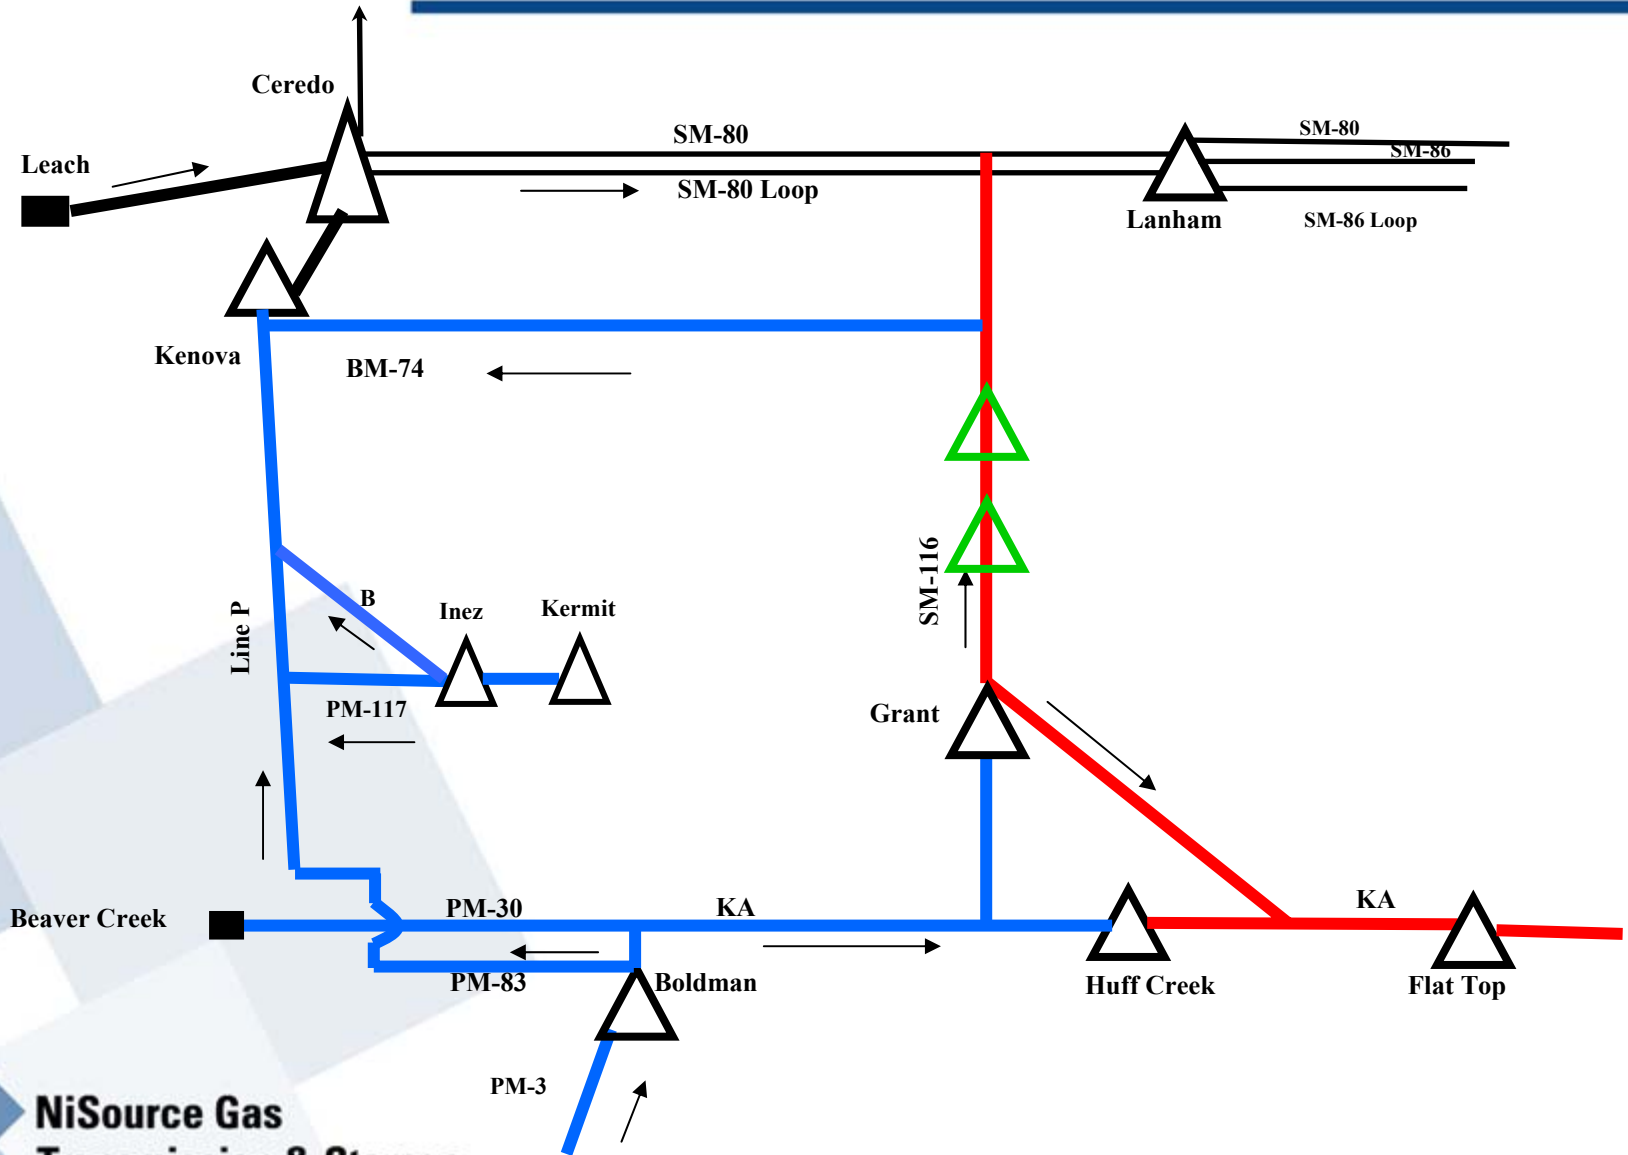 Ceredo
SM-80
SM-80
SM-86
Leach
SM-80 Loop
Lanham
SM-86 Loop
Kenova
BM-74
SM-116
B
Inez
Kermit
Line P
PM-117
Grant
Beaver Creek
PM-30
KA
KA
PM-83
Boldman
Huff Creek
Flat Top
PM-3
NiSource Gas